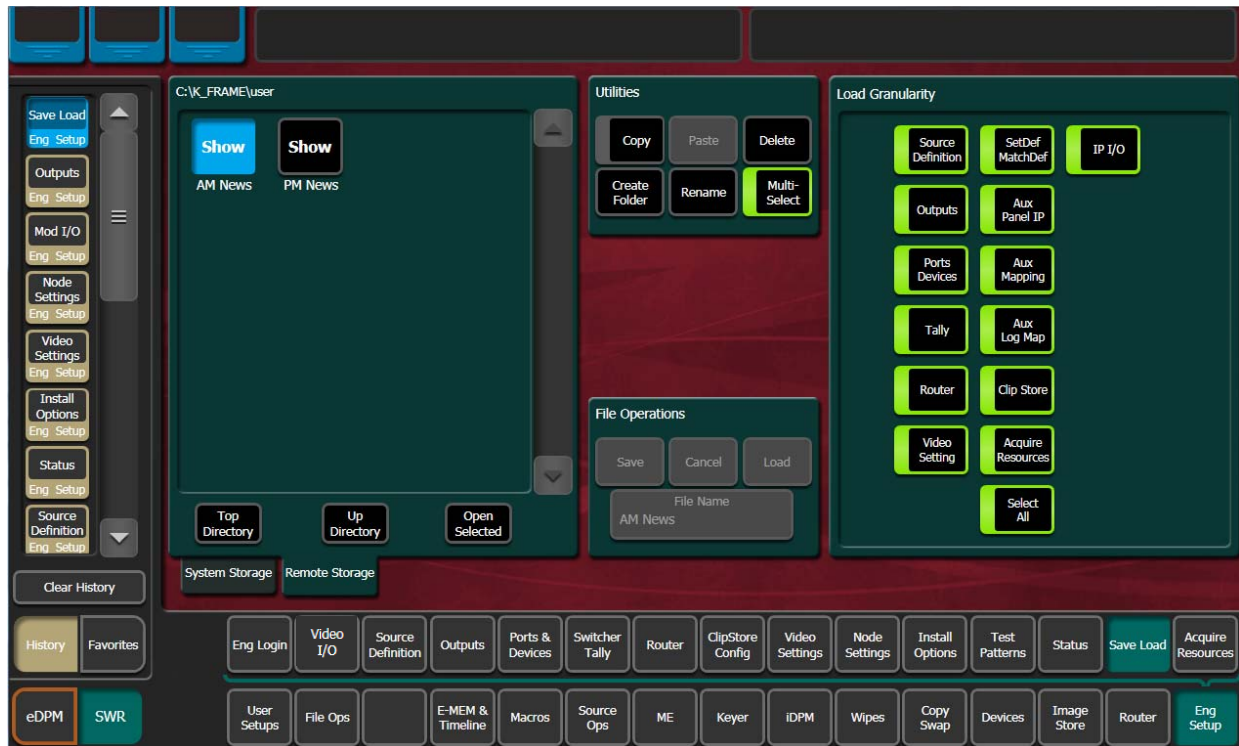 C:\K_FRAME\user
Utilities
Load Granularity
Save Load
Eng Setup
Outputs
Eng Setup
Mod I/O
Eng Setup
Node
Settings
Eng Setup
Video
Settings
Eng Setup
Install
Options
Eng Setup
Status
Eng Setup
Source
Definition
Eng Setup
Clear History
History
Favorites
eDPM
SWR
Show
AM News
Show
PM News
Top
Directory
Up
Directory
Open
Selected
System Storage
Remote Storage
Copy
Paste
Delete
Create
Folder
Rename
Multi-
Select
File Operations
Save
Cancel
Load
File Name
AM News
Source
Definition
SetDef
MatchDef
IP I/O
Outputs
Aux
Panel IP
Ports
Devices
Aux
Mapping
Tally
Aux
Log Map
Router
Clip Store
Video
Setting
Acquire
Resources
Select
All
Eng Login
Video
I/O
Source
Definition
Outputs
Ports &
Devices
Switcher
Tally
Router
ClipStore
Config
Video
Settings
Node
Settings
Install
Options
Test
Patterns
Status
Save Load
Acquire
Resources
User
Setups
File Ops
E-MEM &
Timeline
Macros
Source
Ops
ME
Keyer
iDPM
Wipes
Copy
Swap
Devices
Image
Store
Router
Eng
Setup